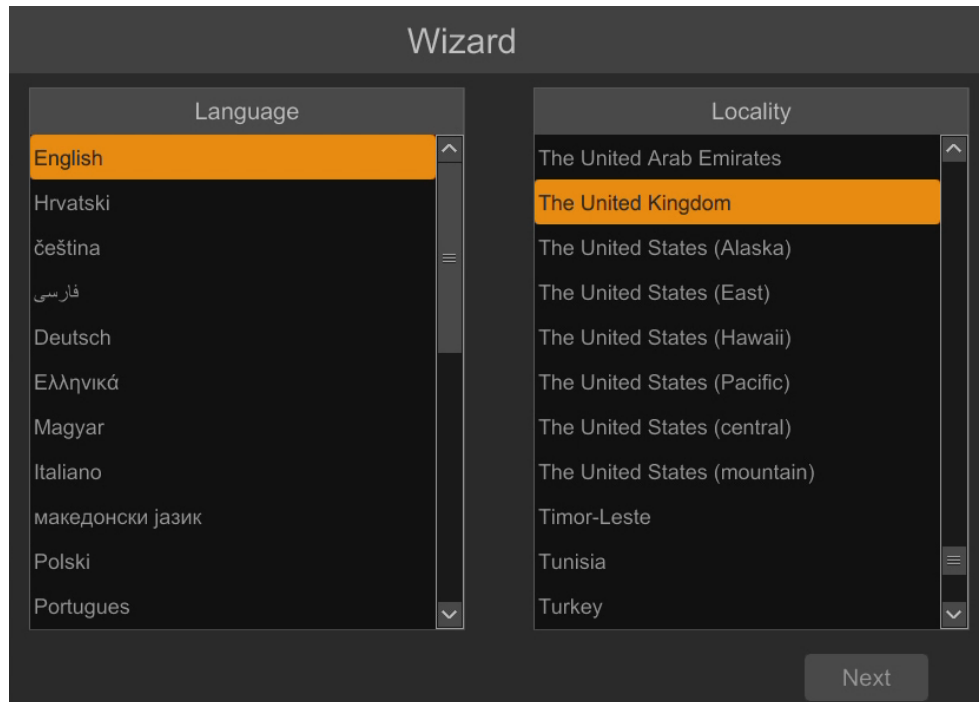 Wizard
Language
English
Hrvatski
čeština
فارسی
Deutsch
Ελληνικά
Magyar
Italiano
македонски јазик
Polski
Portugues
Locality
The United Arab Emirates
The United Kingdom
The United States (Alaska)
The United States (East)
The United States (Hawaii)
The United States (Pacific)
The United States (central)
The United States (mountain)
Timor-Leste
Tunisia
Turkey
Next